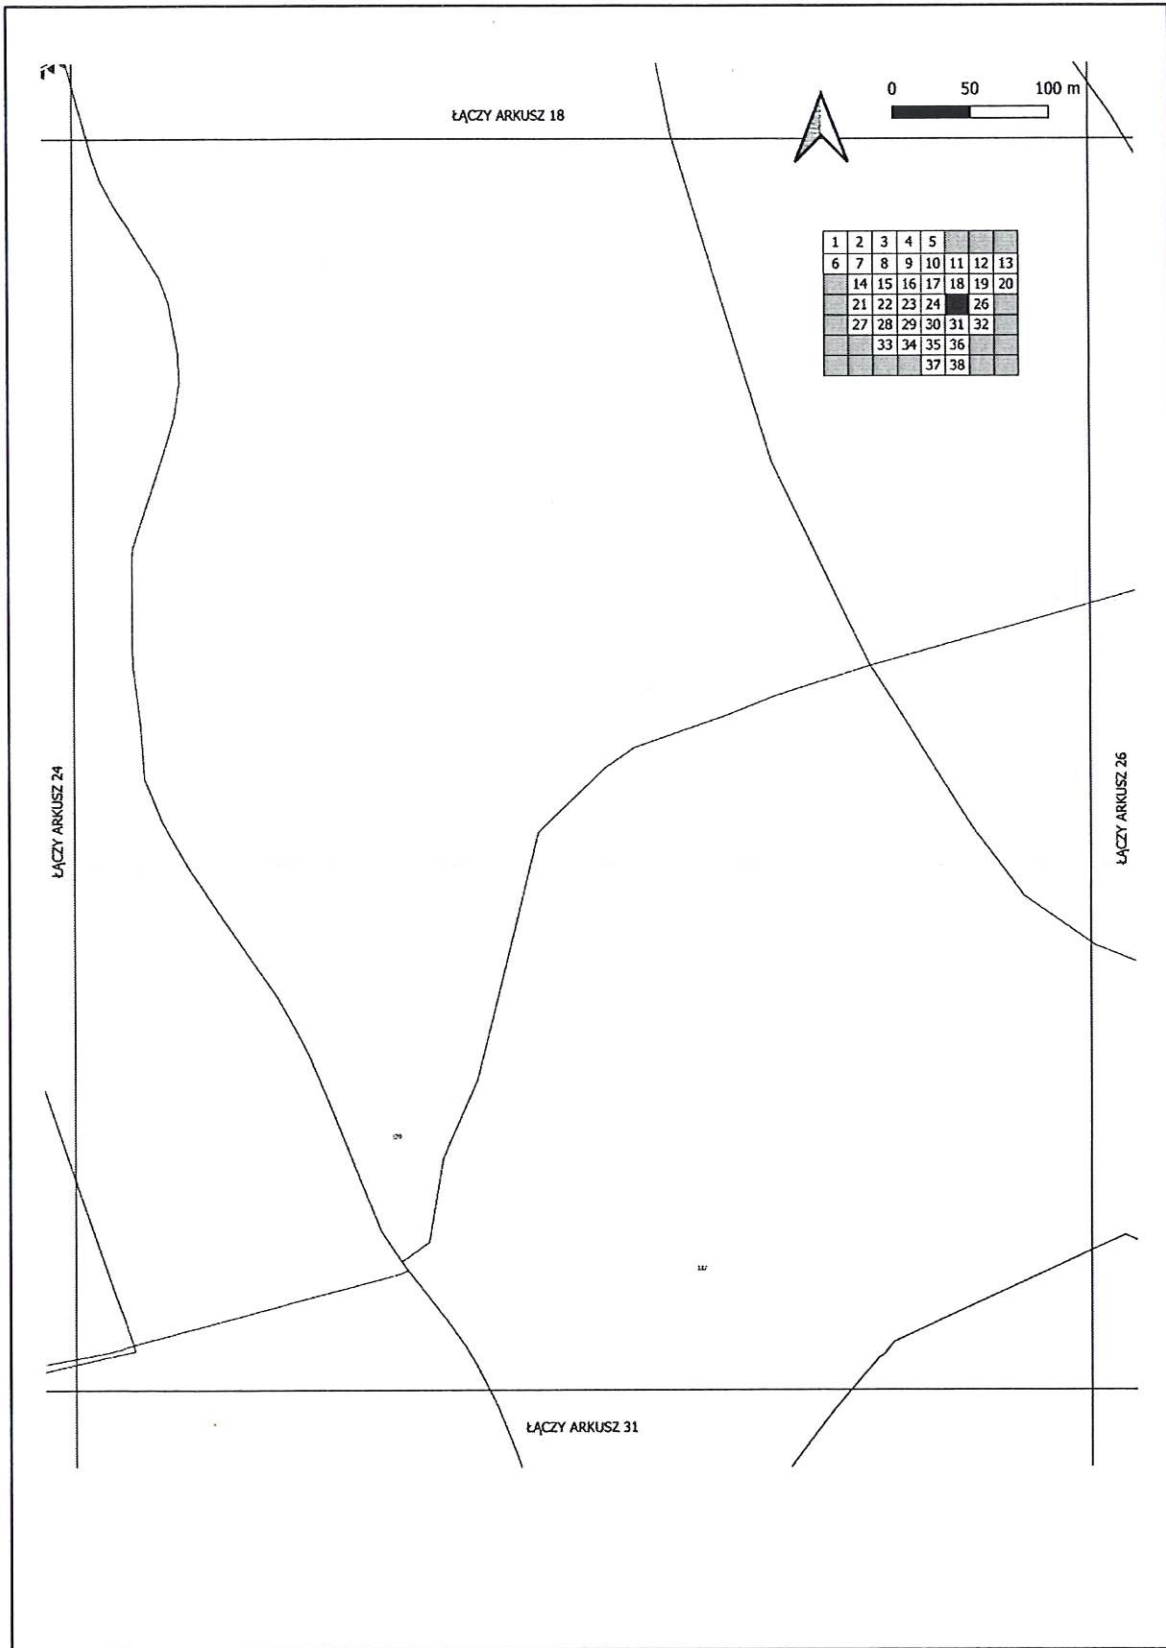 ŁĄCZY ARKUSZ 18
0 50 100 m
1 2 3 4 5
6 7 8 9 10 11 12 13
14 15 16 17 18 19 20
21 22 23 24 26
27 28 29 30 31 32
33 34 35 36
37 38
ŁĄCZY ARKUSZ 24
ŁĄCZY ARKUSZ 26
ŁĄCZY ARKUSZ 31